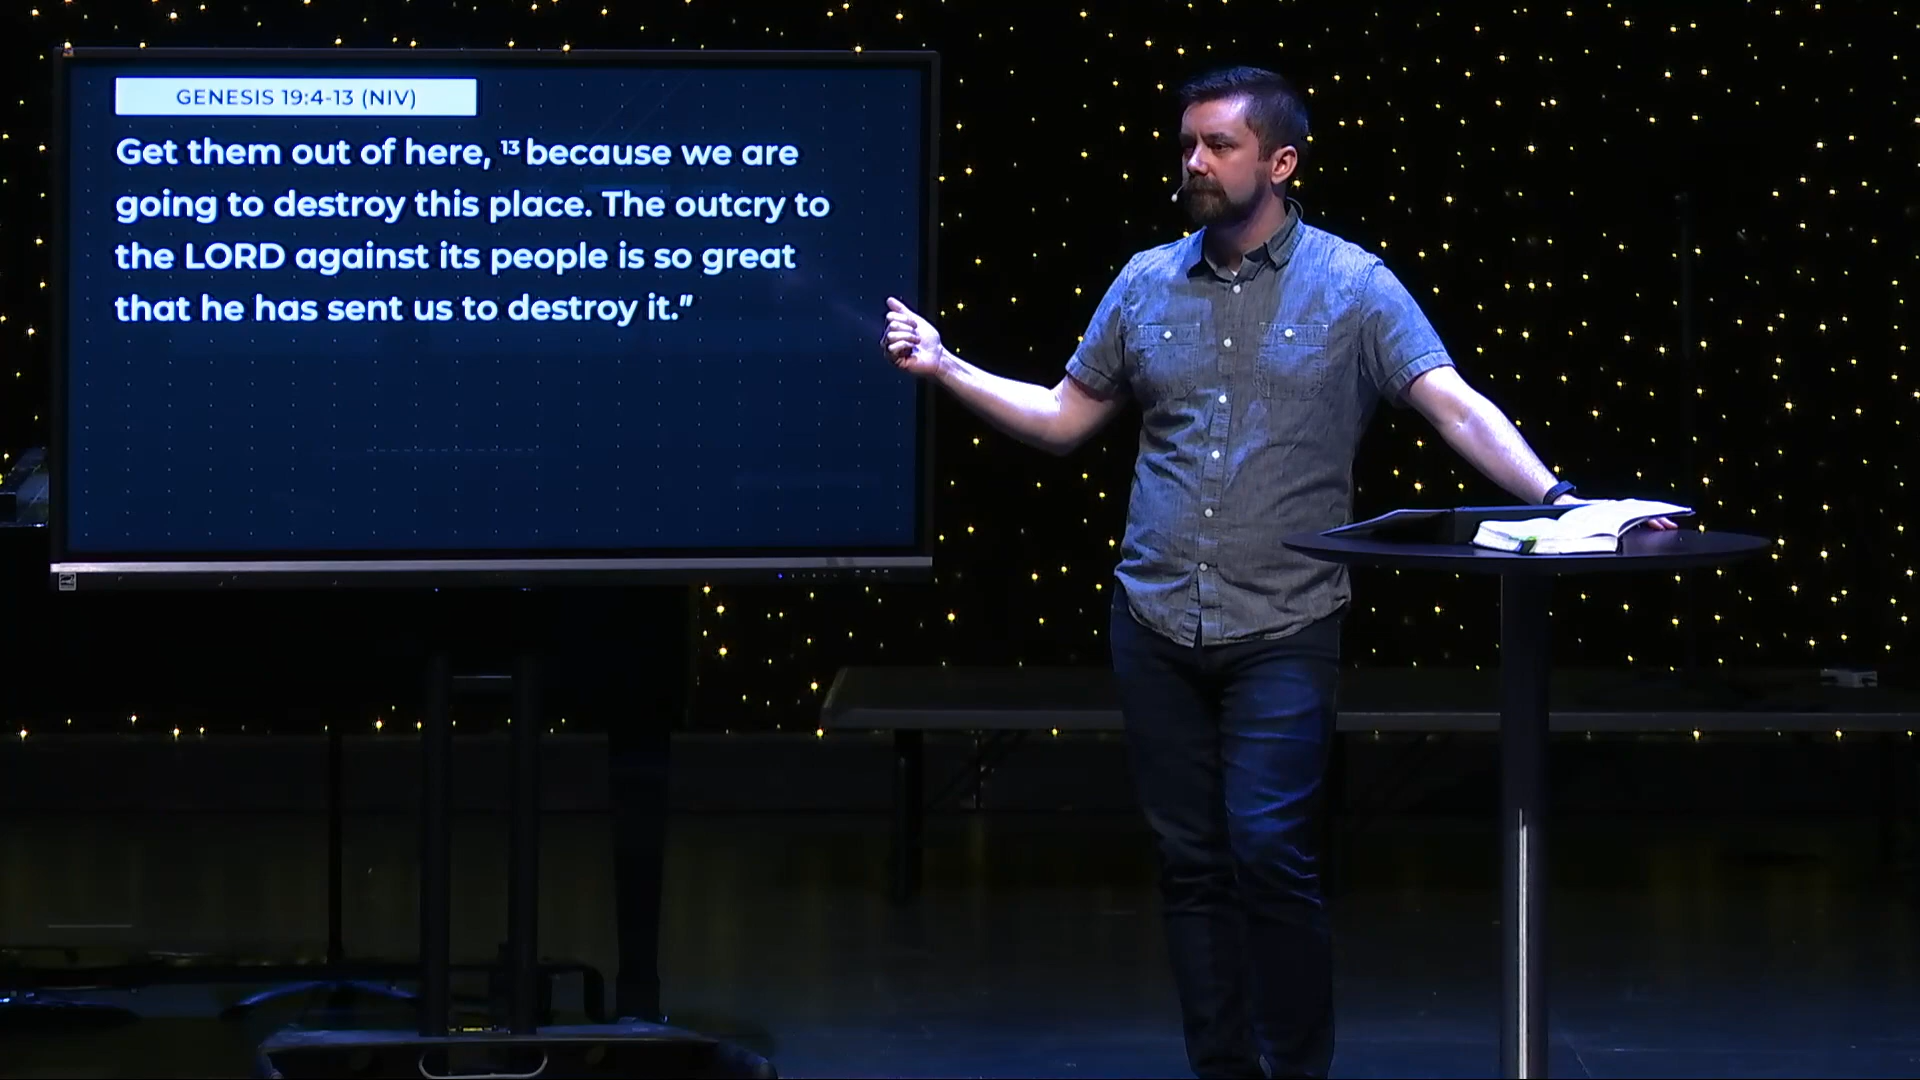 GENESIS 19:4-13 (NIV)
Get them out of here, ¹³ because we are
going to destroy this place. The outcry to
the LORD against its people is so great
that he has sent us to destroy it.”